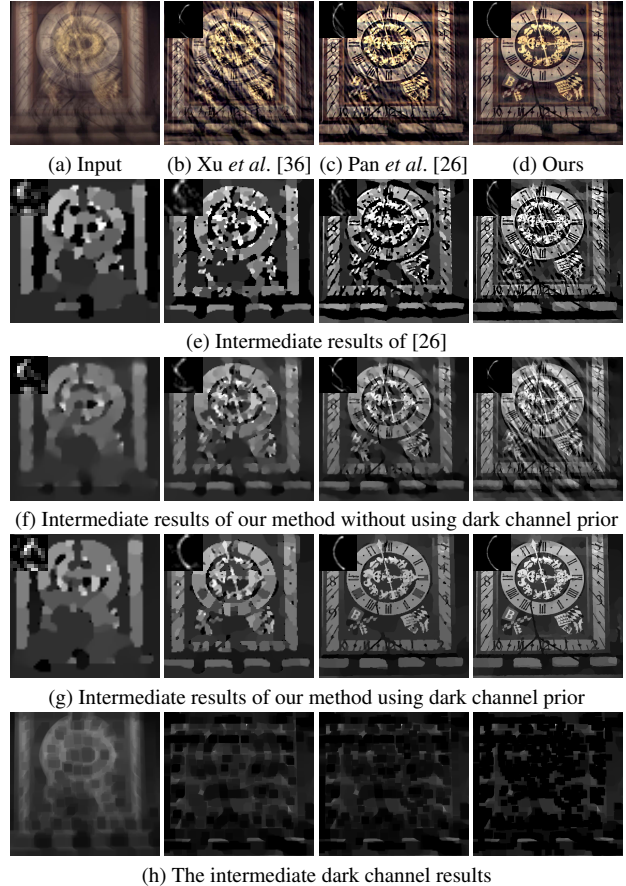 (a) Input
(b) Xu et al. [36]
(c) Pan et al. [26]
(d) Ours
(e) Intermediate results of [26]
(f) Intermediate results of our method without using dark channel prior
(g) Intermediate results of our method using dark channel prior
(h) The intermediate dark channel results